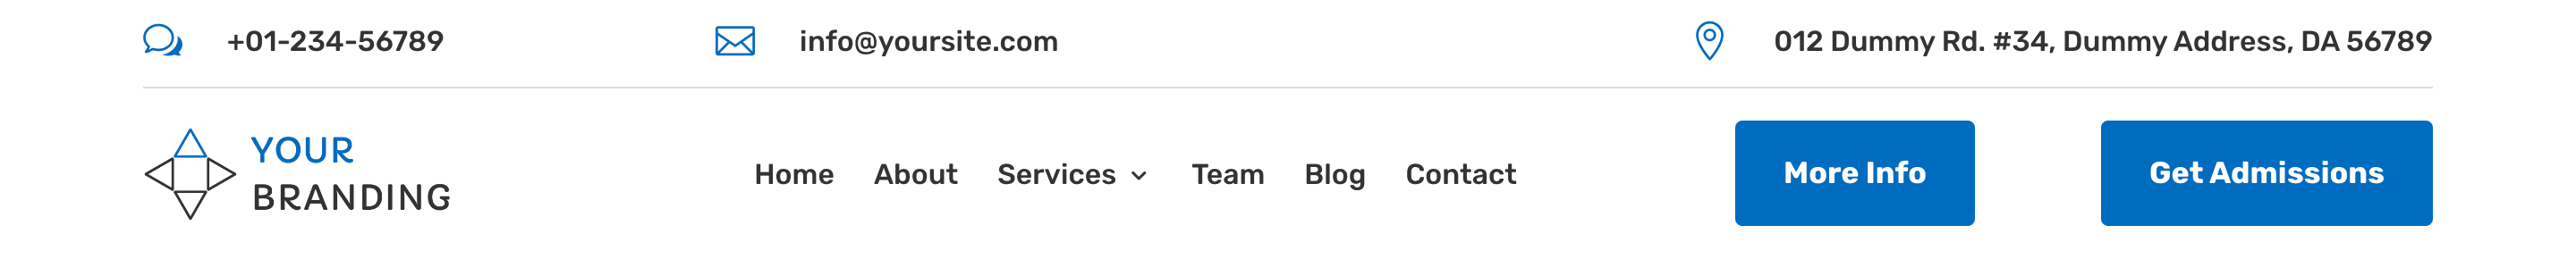 +01-234-56789
info@yoursite.com
012 Dummy Rd. #34, Dummy Address, DA 56789
YOUR
BRANDING
Home About Services Team Blog Contact
More Info
Get Admissions